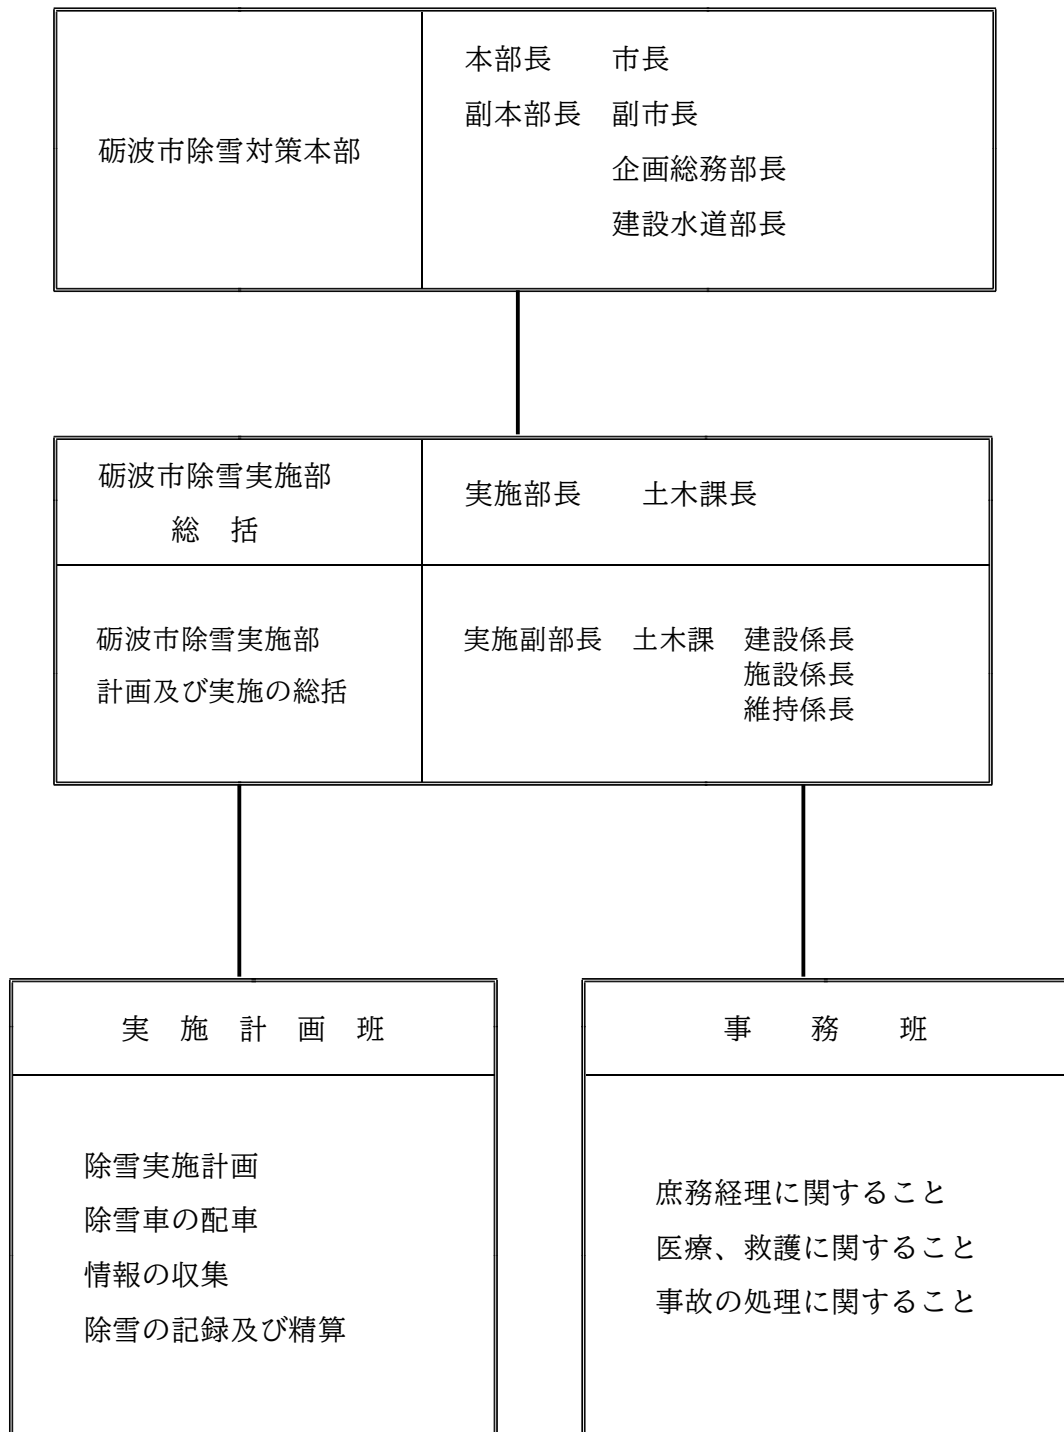 砺波市除雪対策本部
本部長 市長
副本部長 副市長
企画総務部長
建設水道部長
砺波市除雪実施部
総 括
実施部長 土木課長
砺波市除雪実施部
計画及び実施の総括
実施副部長 土木課 建設係長
施設係長
維持係長
実 施 計 画 班
除雪実施計画
除雪車の配車
情報の収集
除雪の記録及び精算
事 務 班
庶務経理に関すること
医療、救護に関すること
事故の処理に関すること